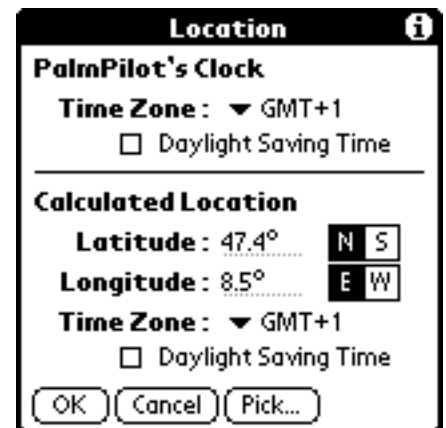 Location i
PalmPilot's Clock
Time Zone: GMT+1
Daylight Saving Time
Calculated Location
Latitude: 47.4° N S
Longitude: 8.5° E W
Time Zone: GMT+1
Daylight Saving Time
OK Cancel Pick...